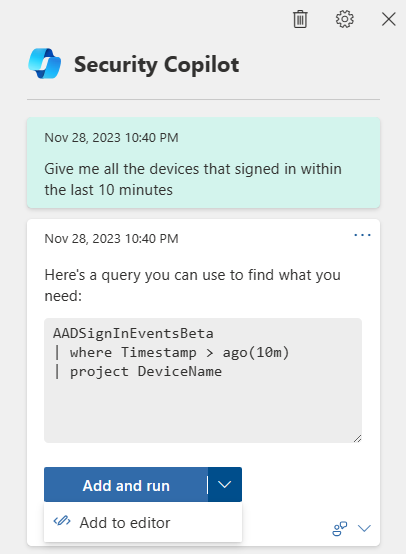 Security Copilot
Nov 28, 2023 10:40 PM
Give me all the devices that signed in within
the last 10 minutes
Nov 28, 2023 10:40 PM
Here's a query you can use to find what you
need:
AADSignInEventsBeta
| where Timestamp > ago(10m)
| project DeviceName
Add and run
Add to editor